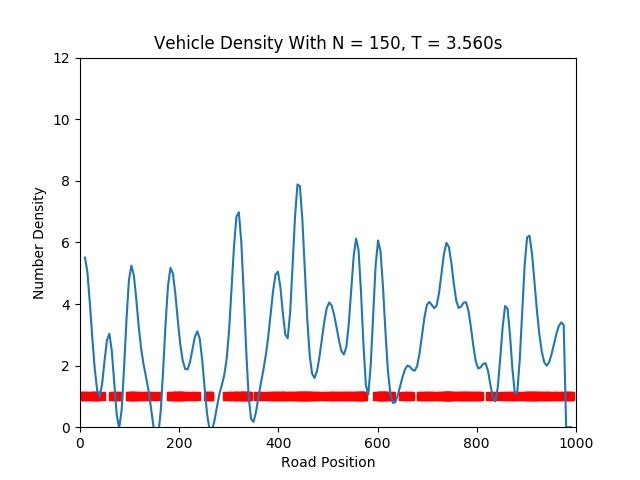 Vehicle Density With N = 150, T = 3.560s
12
10
8
6
4
2
0
Number Density
0 200 400 600 800 1000
Road Position